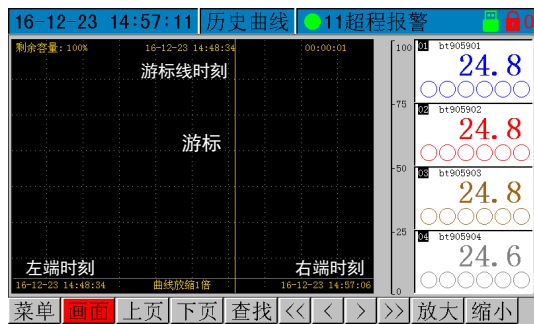 16-12-23 14:57:11 历史曲线 11超程报警 0
剩余容量:100% 16-12-23 14:48:34 00:00:01
游标线时刻
游标
左端时刻 右端时刻
16-12-23 14:48:34 曲线放缩1倍 16-12-23 14:57:06
100
75
50
25
0
01 bt905901
24.8
02 bt905902
24.8
03 bt905903
24.8
04 bt905904
24.6
菜单 画面 上页 下页 查找 << < > >> 放大 缩小